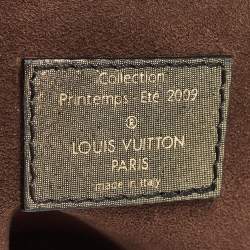 Collection
Printemps Eté 2009
®
LOUIS VUITTON
PARIS
made in Italy